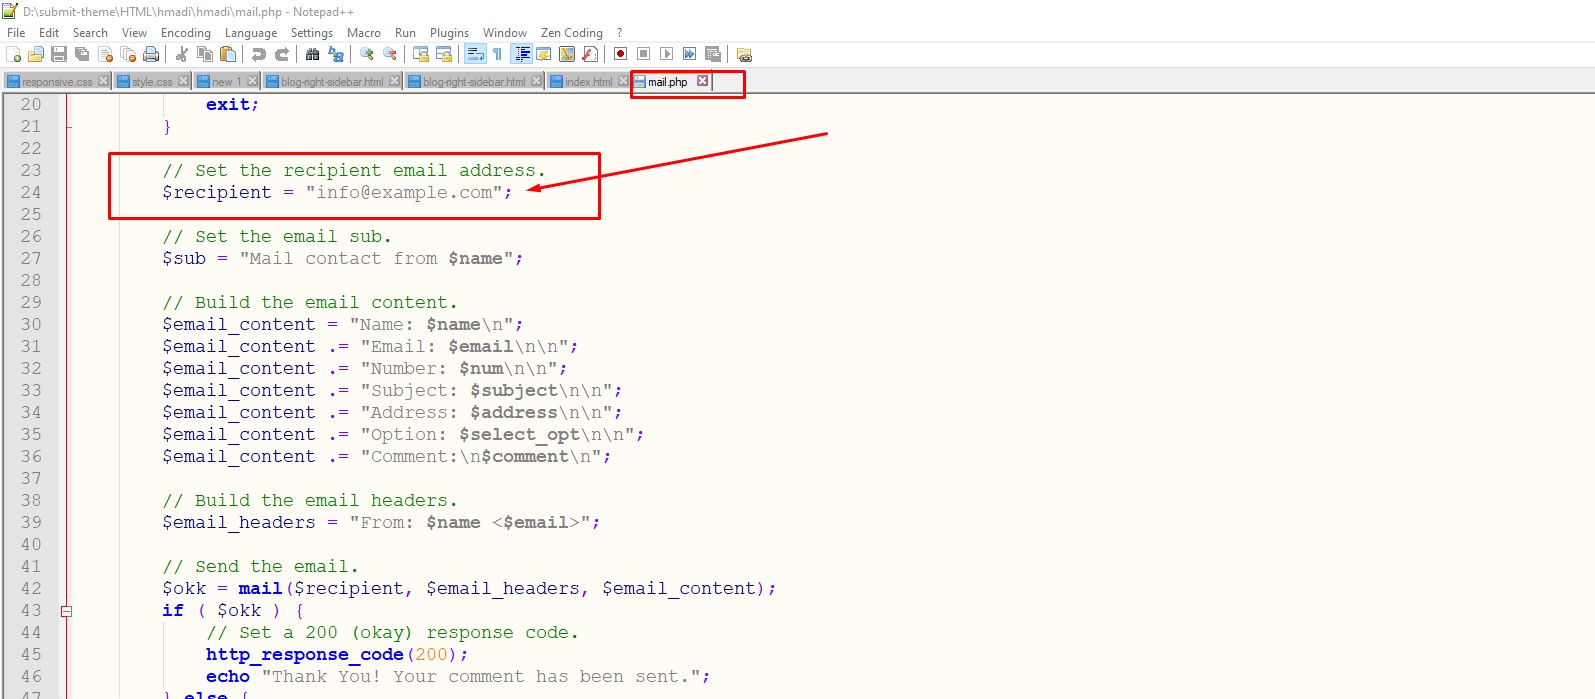 D:\submit-theme\HTML\hmadi\hmadi\mail.php - Notepad++
File Edit Search View Encoding Language Settings Macro Run Plugins Window Zen Coding ?
responsive.css style.css new 1 blog-right-sidebar.html blog-right-sidebar.html index.html mail.php
20 exit;
21 }
22
23 // Set the recipient email address.
24 $recipient = "info@example.com";
25
26 // Set the email sub.
27 $sub = "Mail contact from $name";
28
29 // Build the email content.
30 $email_content = "Name: $name\n";
31 $email_content .= "Email: $email\n\n";
32 $email_content .= "Number: $num\n\n";
33 $email_content .= "Subject: $subject\n\n";
34 $email_content .= "Address: $address\n\n";
35 $email_content .= "Option: $select_opt\n\n";
36 $email_content .= "Comment:\n$comment\n";
37
38 // Build the email headers.
39 $email_headers = "From: $name <$email>";
40
41 // Send the email.
42 $okk = mail($recipient, $email_headers, $email_content);
43 if ( $okk ) {
44 // Set a 200 (okay) response code.
45 http_response_code(200);
46 echo "Thank You! Your comment has been sent.";
47 } else {